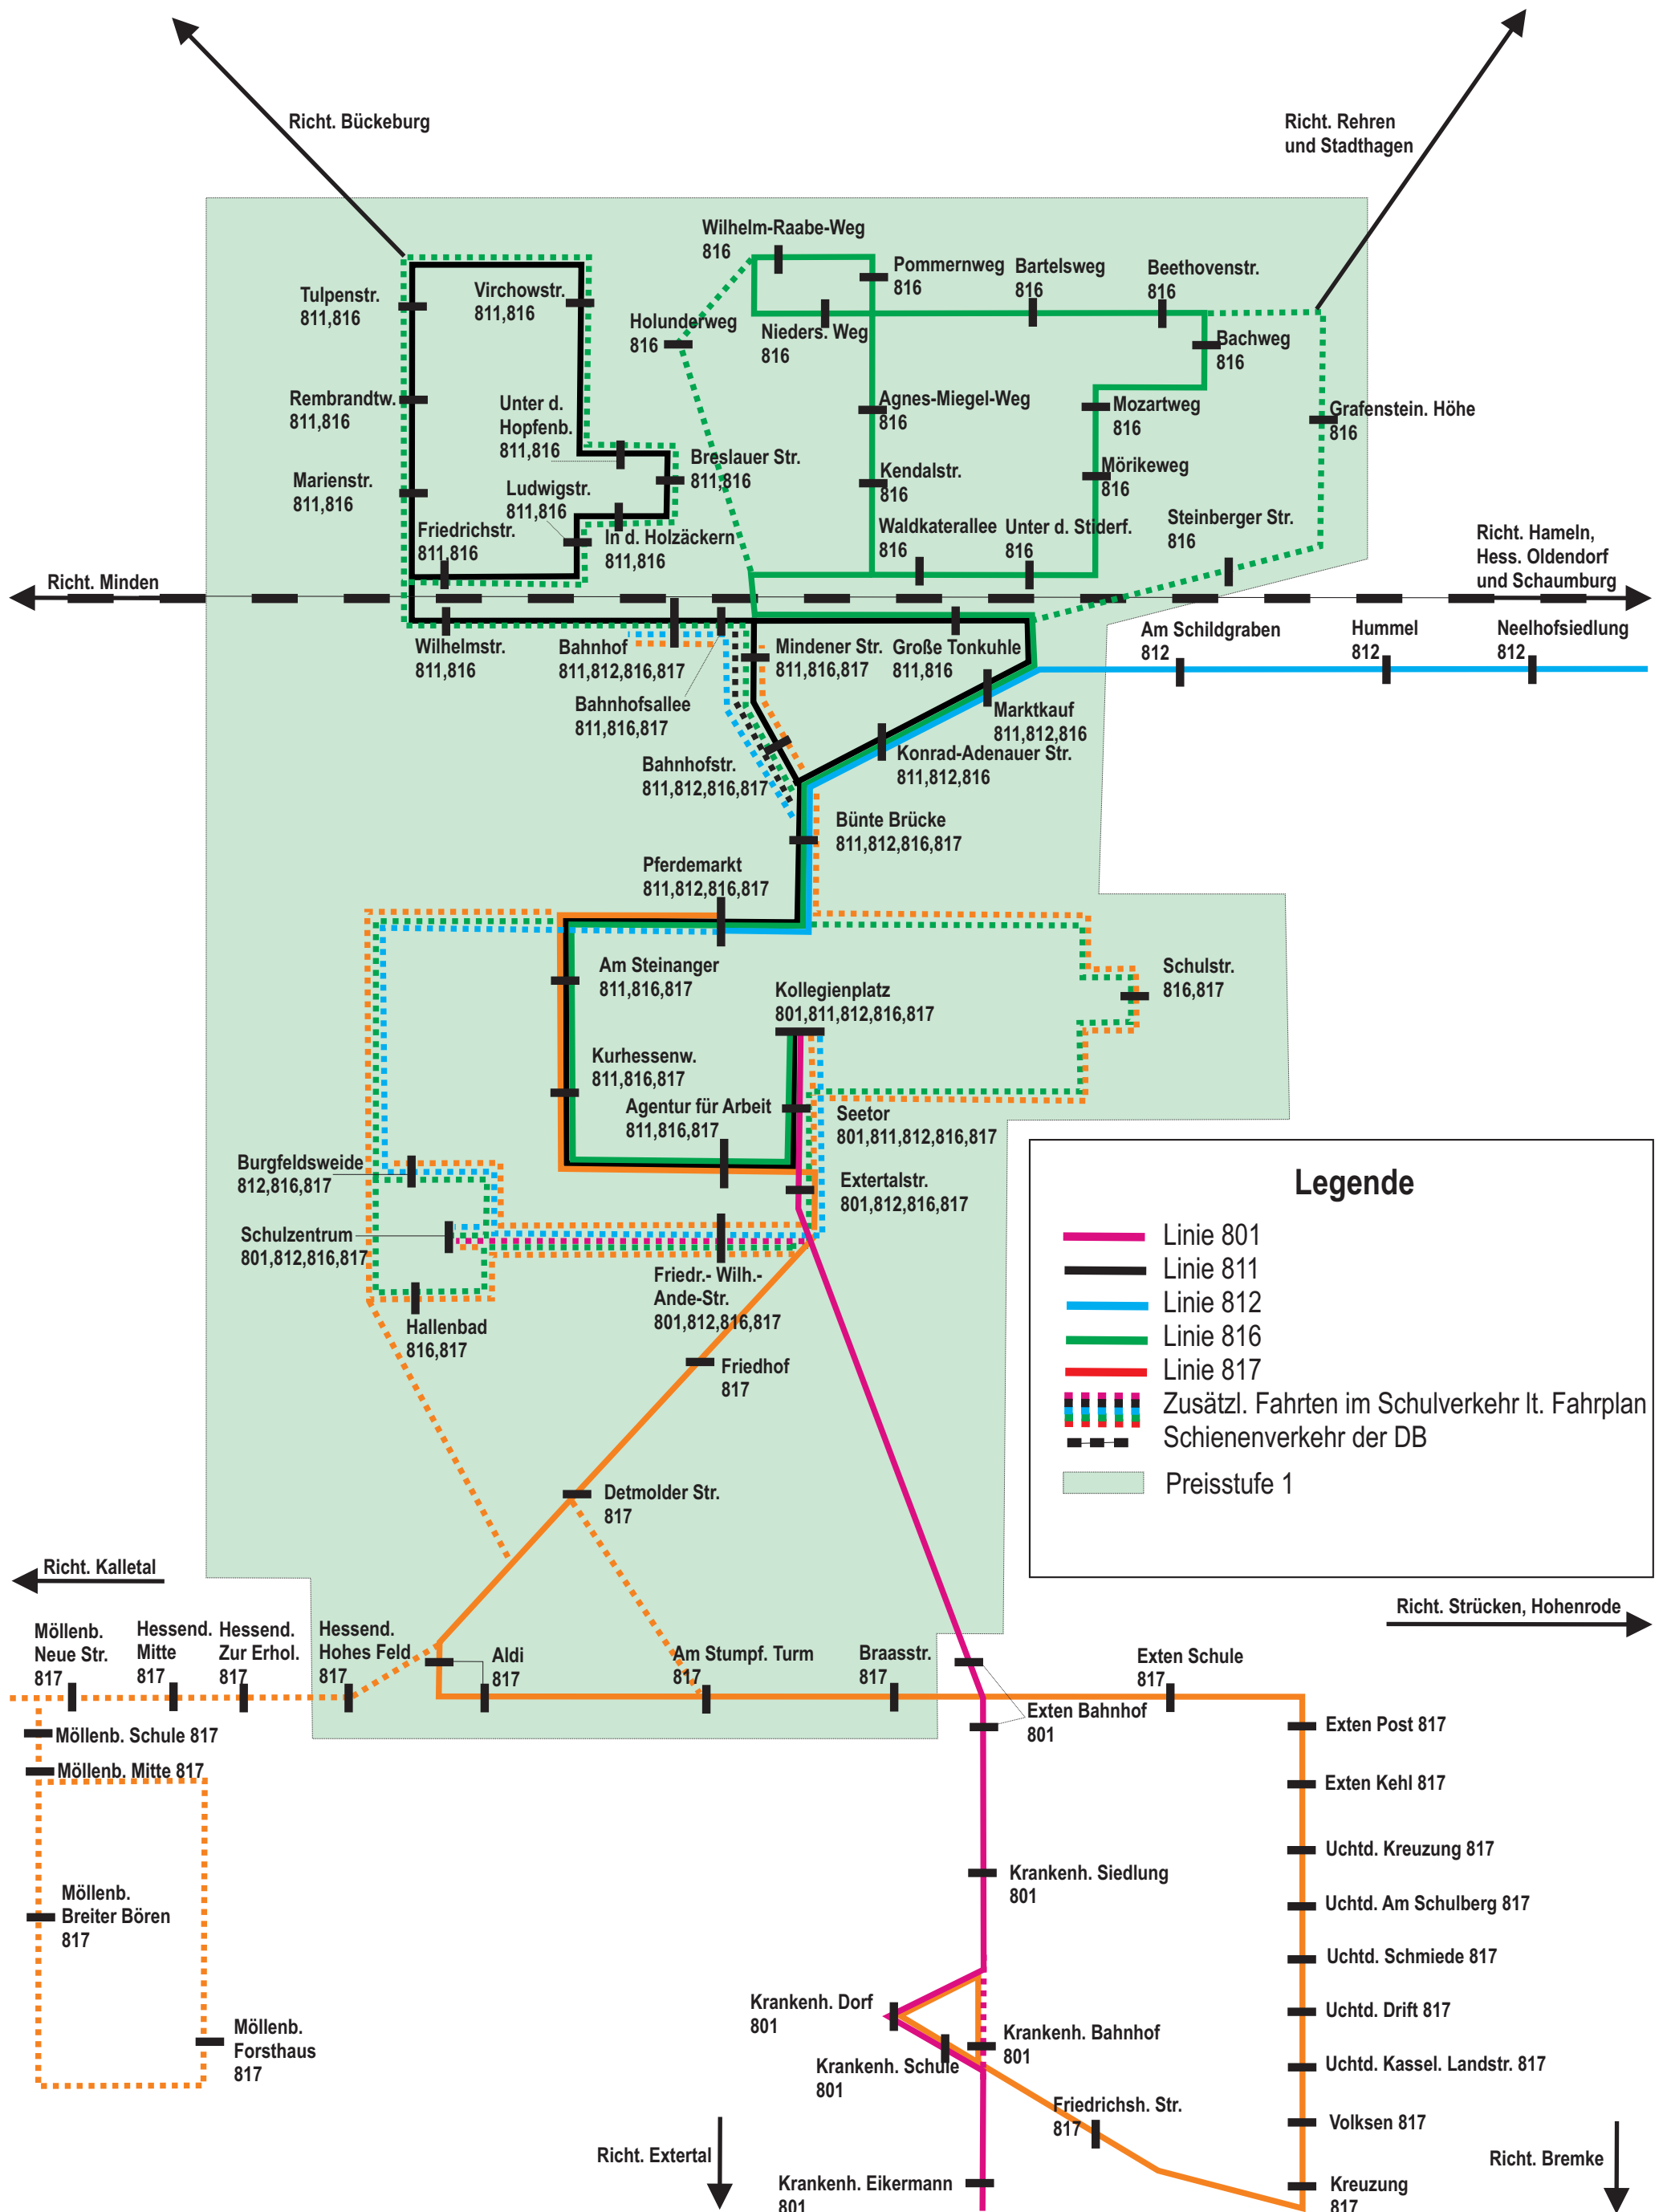 Richt. Bückeburg
Richt. Rehren
und Stadthagen
Wilhelm-Raabe-Weg
816
Pommernweg
816
Bartelsweg
816
Beethovenstr.
816
Tulpenstr.
811,816
Virchowstr.
811,816
Holunderweg
816
Nieders. Weg
816
Bachweg
816
Rembrandtw.
811,816
Unter d.
Hopfenb.
811,816
Agnes-Miegel-Weg
816
Mozartweg
816
Grafenstein. Höhe
816
Marienstr.
811,816
Ludwigstr.
811,816
Breslauer Str.
811,816
Kendalstr.
816
Mörikeweg
816
Friedrichstr.
811,816
In d. Holzäckern
811,816
Waldkaterallee
816
Unter d. Stiderf.
816
Steinberger Str.
816
Richt. Hameln,
Hess. Oldendorf
und Schaumburg
Richt. Minden
Wilhelmstr.
811,816
Bahnhof
811,812,816,817
Mindener Str.
811,816,817
Große Tonkuhle
811,816
Am Schildgraben
812
Hummel
812
Neelhofsiedlung
812
Bahnhofsallee
811,816,817
Marktkauf
811,812,816
Bahnhofstr.
811,812,816,817
Konrad-Adenauer Str.
811,812,816
Bünte Brücke
811,812,816,817
Pferdemarkt
811,812,816,817
Am Steinanger
811,816,817
Kollegienplatz
801,811,812,816,817
Schulstr.
816,817
Kurhessenw.
811,816,817
Agentur für Arbeit
811,816,817
Seetor
801,811,812,816,817
Burgfeldsweide
812,816,817
Extertalstr.
801,812,816,817
Schulzentrum
801,812,816,817
Friedr.- Wilh.-
Ande-Str.
801,812,816,817
Hallenbad
816,817
Friedhof
817
Detmolder Str.
817
Legende
Linie 801
Linie 811
Linie 812
Linie 816
Linie 817
Zusätzl. Fahrten im Schulverkehr lt. Fahrplan
Schienenverkehr der DB
Preisstufe 1
Richt. Kalletal
Richt. Strücken, Hohenrode
Möllenb.
Neue Str.
817
Hessend.
Mitte
817
Hessend.
Zur Erhol.
817
Hessend.
Hohes Feld
817
Aldi
817
Am Stumpf. Turm
817
Braasstr.
817
Exten Schule
817
Exten Bahnhof
801
Möllenb. Schule 817
Möllenb. Mitte 817
Exten Post 817
Exten Kehl 817
Uchtd. Kreuzung 817
Krankenh. Siedlung
801
Möllenb.
Breiter Bören
817
Uchtd. Am Schulberg 817
Uchtd. Schmiede 817
Krankenh. Dorf
801
Uchtd. Drift 817
Möllenb.
Forsthaus
817
Krankenh. Bahnhof
801
Krankenh. Schule
801
Uchtd. Kassel. Landstr. 817
Friedrichsh. Str.
817
Volksen 817
Richt. Extertal
Richt. Bremke
Krankenh. Eikermann
801
Kreuzung
817